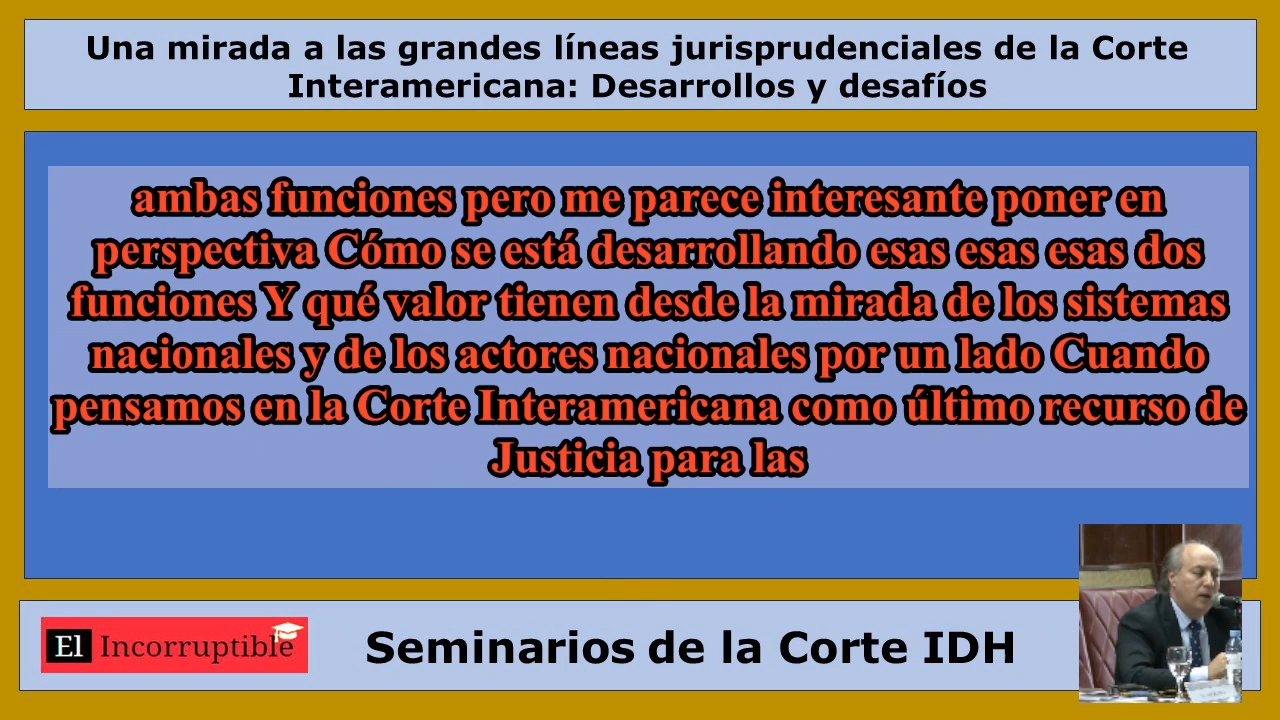 Una mirada a las grandes líneas jurisprudenciales de la Corte
Interamericana: Desarrollos y desafíos
ambas funciones pero me parece interesante poner en
perspectiva Cómo se está desarrollando esas esas esas dos
funciones Y qué valor tienen desde la mirada de los sistemas
nacionales y de los actores nacionales por un lado Cuando
pensamos en la Corte Interamericana como último recurso de
Justicia para las
El Incorruptible
Seminarios de la Corte IDH